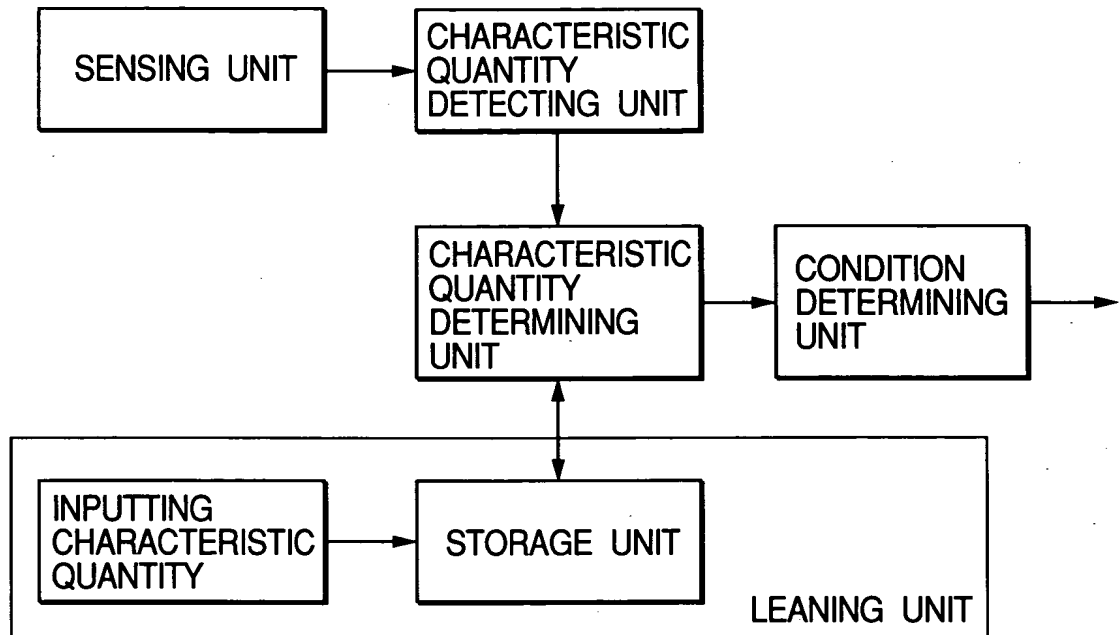 SENSING UNIT
CHARACTERISTIC
QUANTITY
DETECTING UNIT
CHARACTERISTIC
QUANTITY
DETERMINING
UNIT
CONDITION
DETERMINING
UNIT
INPUTTING
CHARACTERISTIC
QUANTITY
STORAGE UNIT
LEANING UNIT